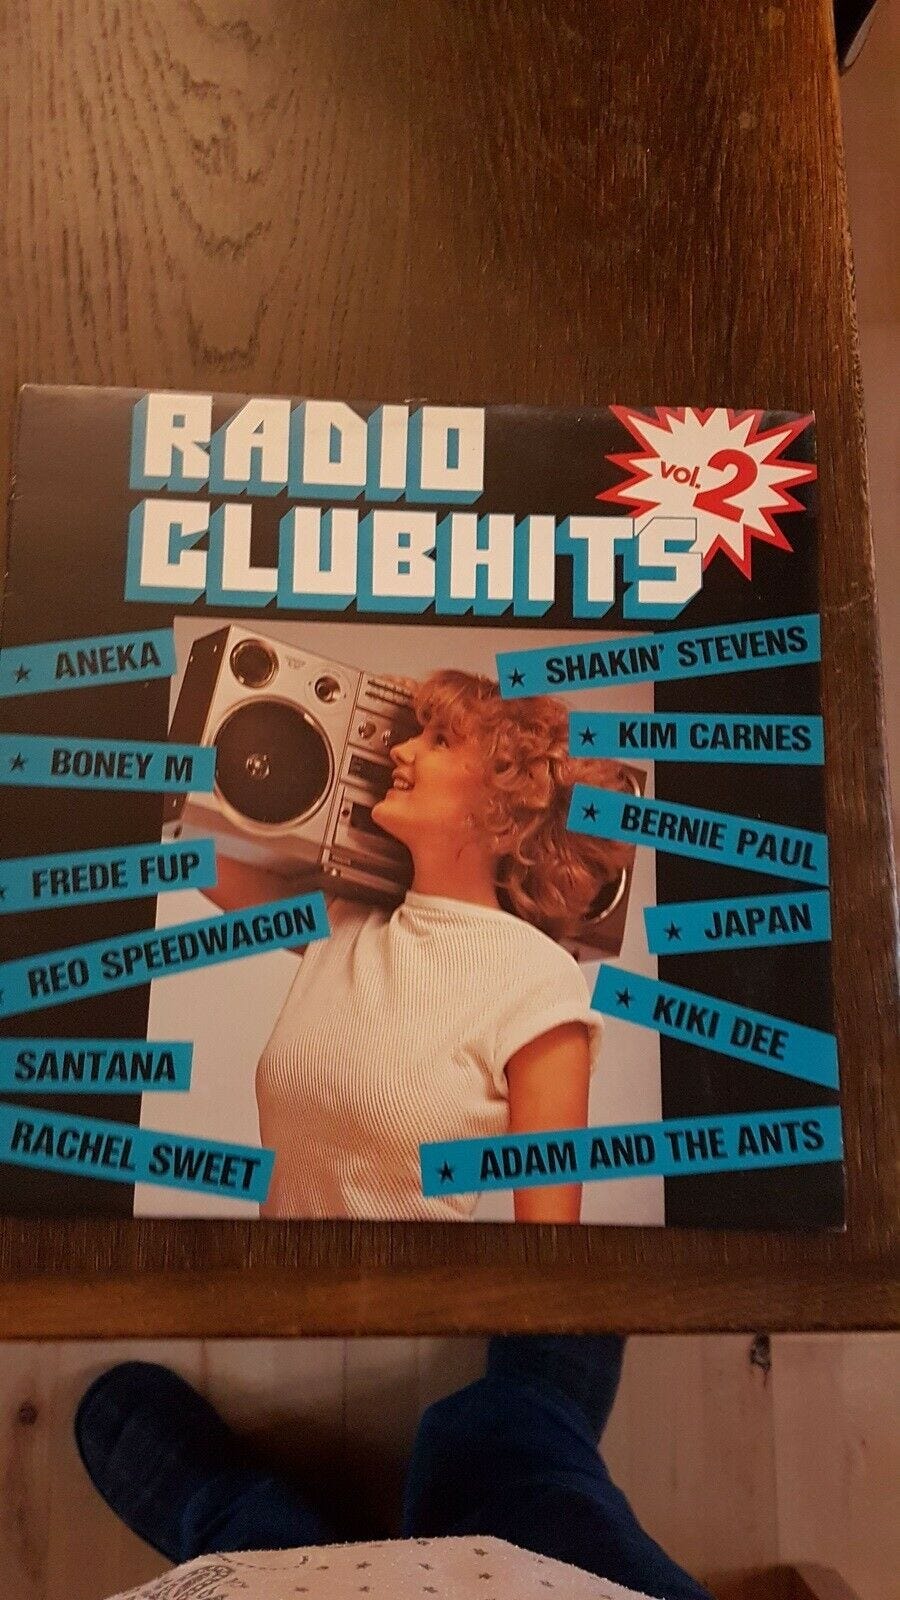 RADIO
CLUBHITS
vol. 2
★ ANEKA
★ BONEY M
★ FREDE FUP
★ REO SPEEDWAGON
SANTANA
RACHEL SWEET
★ SHAKIN' STEVENS
★ KIM CARNES
★ BERNIE PAUL
★ JAPAN
★ KIKI DEE
★ ADAM AND THE ANTS